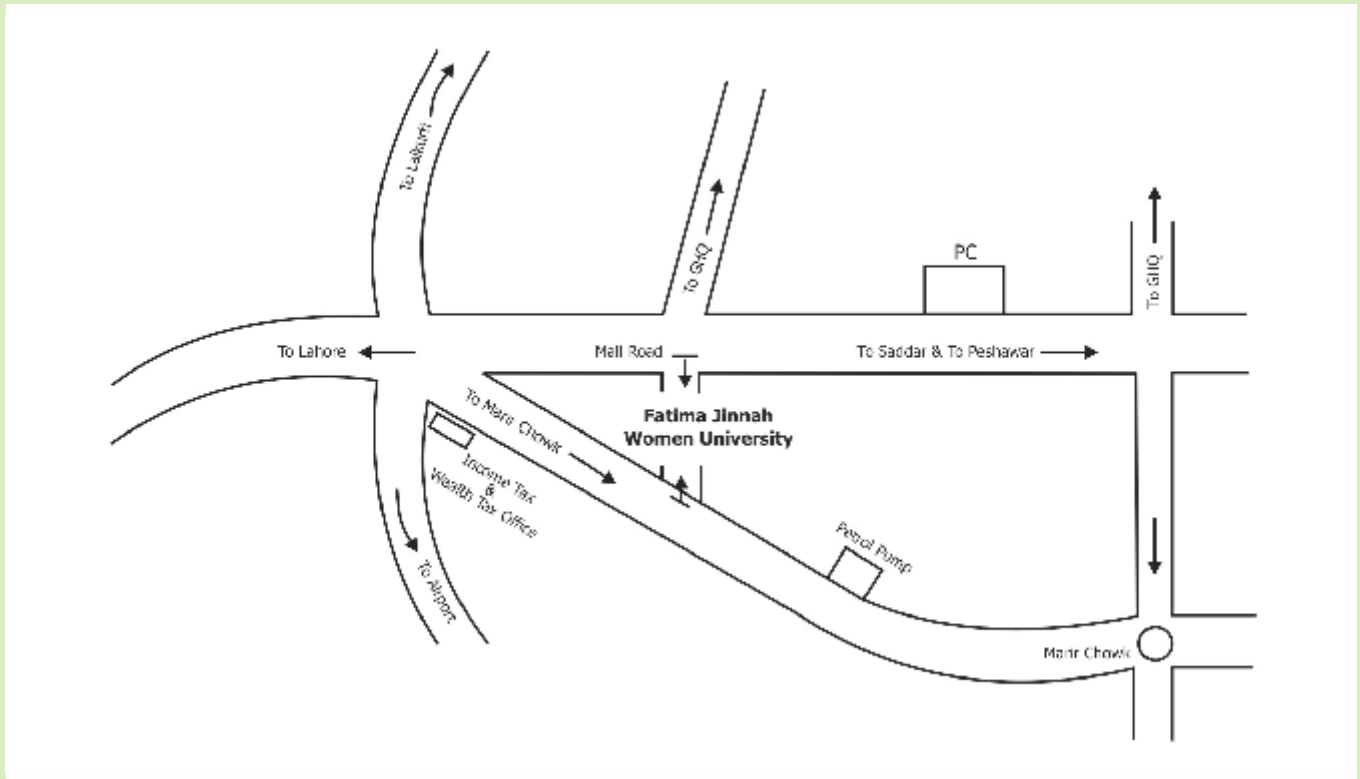 To Lalkurti
To GHQ
PC
To GHQ
To Lahore
Mall Road
To Saddar & To Peshawar
To Marir Chowk
Fatima Jinnah
Women University
Income Tax
&
Wealth Tax Office
Petrol Pump
To Airport
Marir Chowk